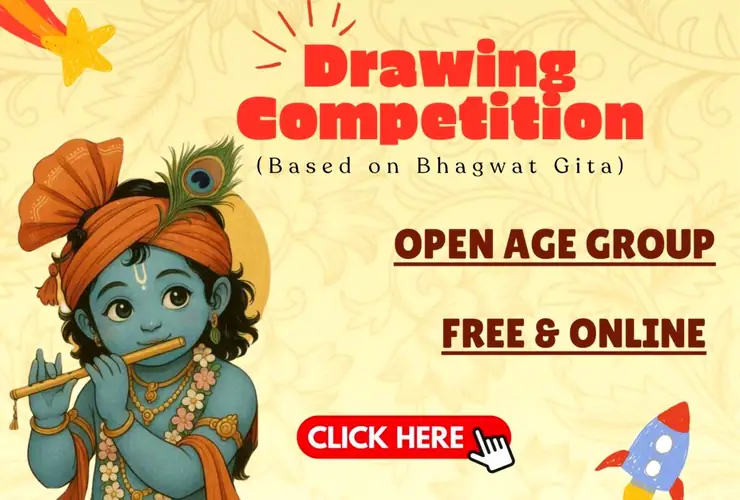 Drawing
Competition
(Based on Bhagwat Gita)
OPEN AGE GROUP
FREE & ONLINE
CLICK HERE